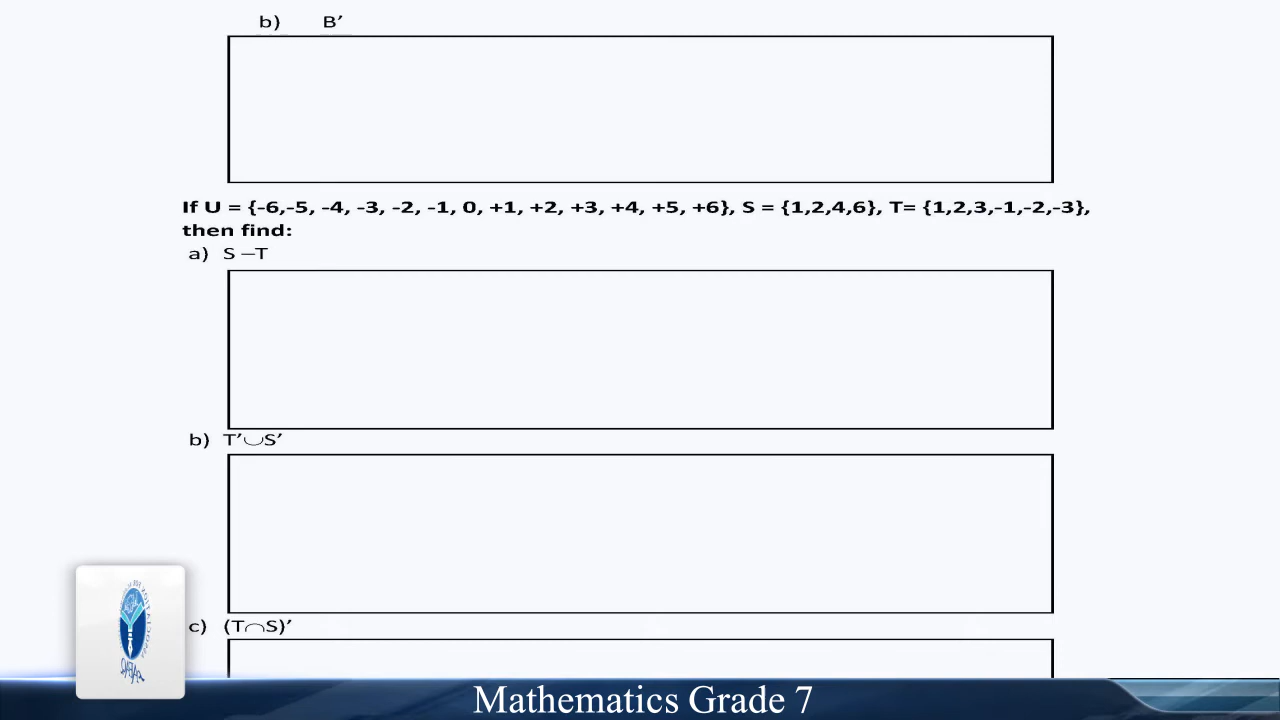 b) B′
If U = {-6,-5, -4, -3, -2, -1, 0, +1, +2, +3, +4, +5, +6}, S = {1,2,4,6}, T= {1,2,3,-1,-2,-3},
then find:
a) S –T
b) T′∪S′
c) (T∩S)′
Mathematics Grade 7